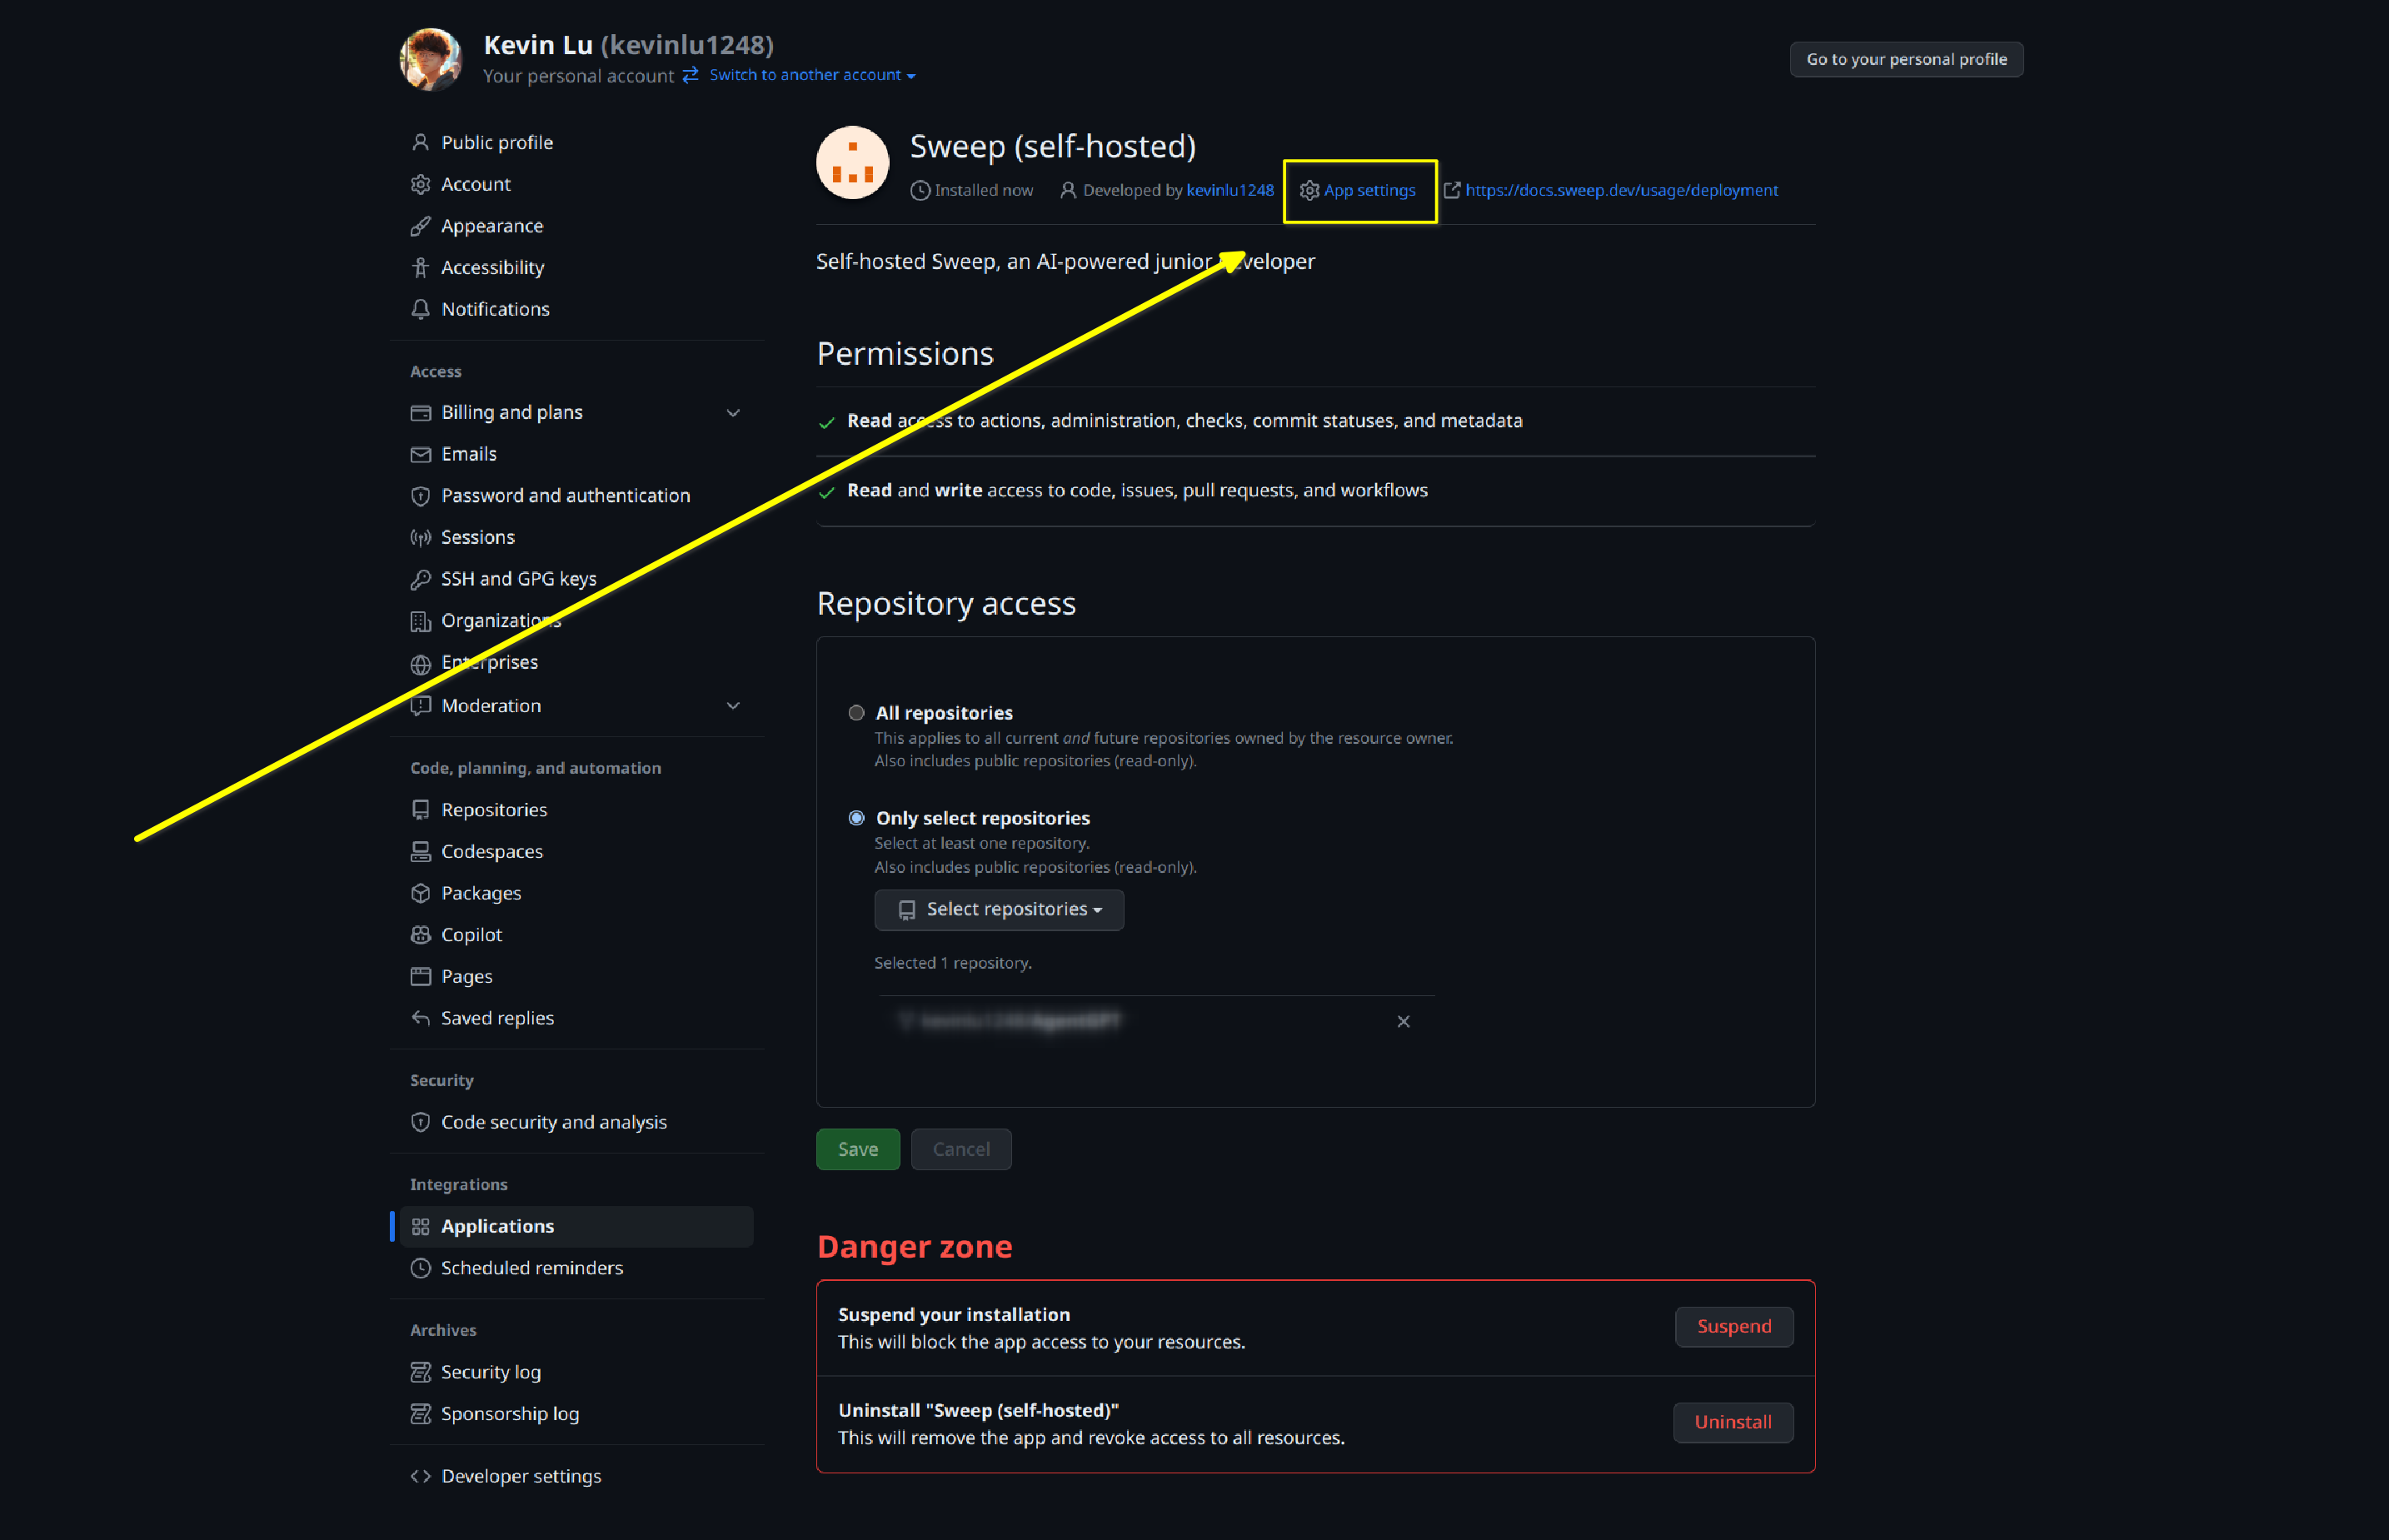 Kevin Lu (kevinlu1248)
Your personal account Switch to another account
Go to your personal profile
Public profile
Account
Appearance
Accessibility
Notifications
Access
Billing and plans
Emails
Password and authentication
Sessions
SSH and GPG keys
Organizations
Enterprises
Moderation
Code, planning, and automation
Repositories
Codespaces
Packages
Copilot
Pages
Saved replies
Security
Code security and analysis
Integrations
Applications
Scheduled reminders
Archives
Security log
Sponsorship log
Developer settings
Sweep (self-hosted)
Installed now Developed by kevinlu1248 App settings https://docs.sweep.dev/usage/deployment
Self-hosted Sweep, an AI-powered junior developer
Permissions
Read access to actions, administration, checks, commit statuses, and metadata
Read and write access to code, issues, pull requests, and workflows
Repository access
All repositories
This applies to all current and future repositories owned by the resource owner.
Also includes public repositories (read-only).
Only select repositories
Select at least one repository.
Also includes public repositories (read-only).
Select repositories
Selected 1 repository.
Save Cancel
Danger zone
Suspend your installation
This will block the app access to your resources.
Suspend
Uninstall "Sweep (self-hosted)"
This will remove the app and revoke access to all resources.
Uninstall